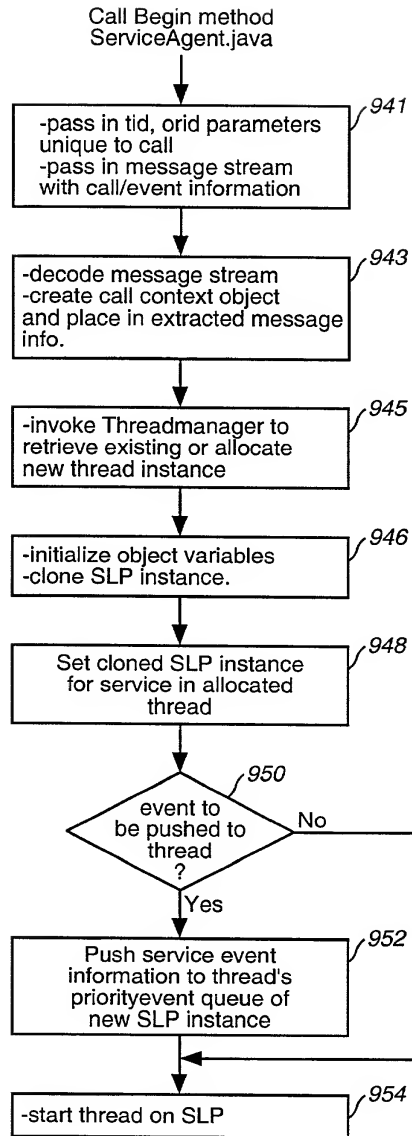 Call Begin method
ServiceAgent.java
941
-pass in tid, orid parameters
unique to call
-pass in message stream
with call/event information
943
-decode message stream
-create call context object
and place in extracted message
info.
945
-invoke Threadmanager to
retrieve existing or allocate
new thread instance
946
-initialize object variables
-clone SLP instance.
948
Set cloned SLP instance
for service in allocated
thread
950
event to
be pushed to
thread
?
No
Yes
952
Push service event
information to thread's
priorityevent queue of
new SLP instance
954
-start thread on SLP